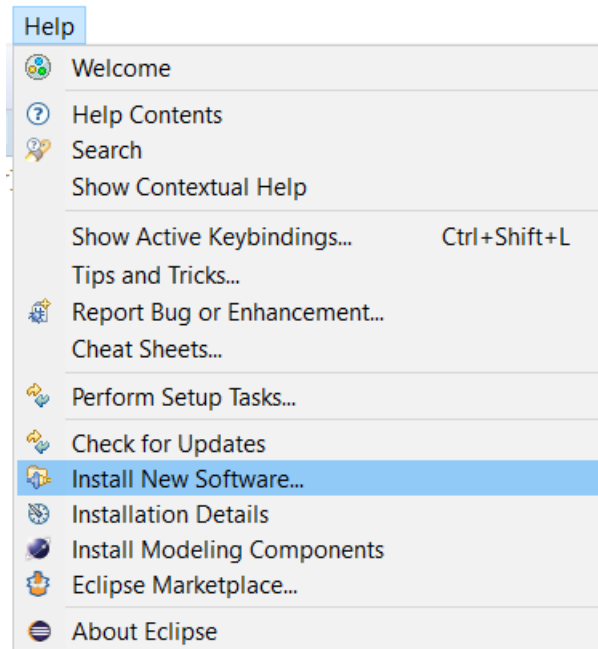 Help
Welcome
Help Contents
Search
Show Contextual Help
Show Active Keybindings... Ctrl+Shift+L
Tips and Tricks...
Report Bug or Enhancement...
Cheat Sheets...
Perform Setup Tasks...
Check for Updates
Install New Software...
Installation Details
Install Modeling Components
Eclipse Marketplace...
About Eclipse